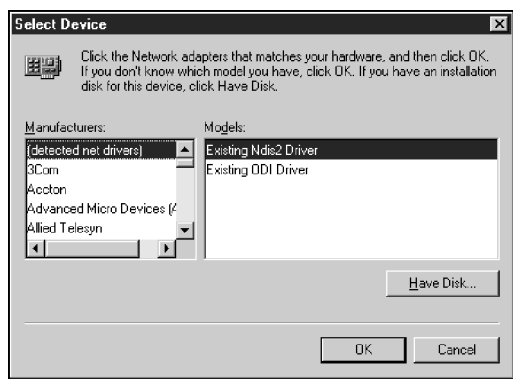 Select Device
Click the Network adapters that matches your hardware, and then click OK.
If you don't know which model you have, click OK. If you have an installation
disk for this device, click Have Disk.
Manufacturers:
(detected net drivers)
3Com
Accton
Advanced Micro Devices (A
Allied Telesyn
Models:
Existing Ndis2 Driver
Existing ODI Driver
Have Disk...
OK
Cancel